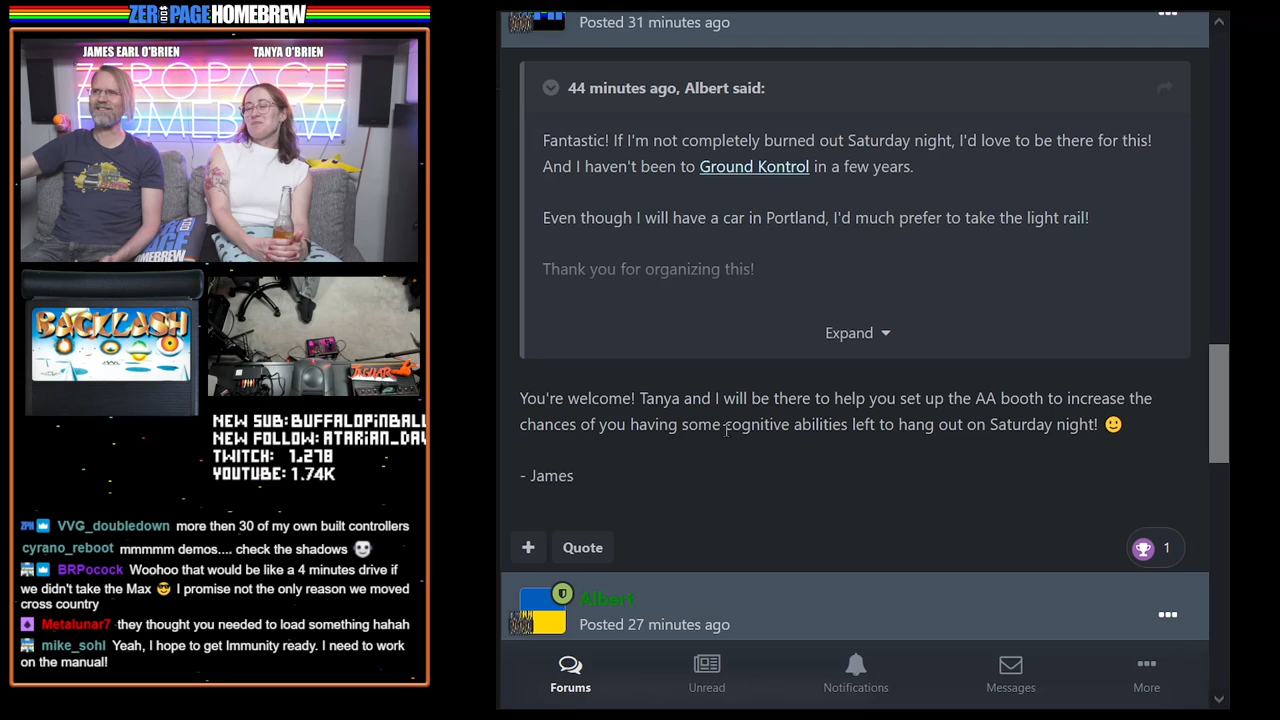 ZEROPAGE HOMEBREW
JAMES EARL O'BRIEN
TANYA O'BRIEN
ZEROPAGE
HOMEBREW
HOMEBREW
BACKLASH
JAGUAR
NEW SUB: BUFFALOPINBALL
NEW FOLLOW: ATARIAN_DAV
TWITCH: 1,278
YOUTUBE: 1.74K
VVG_doubledown more then 30 of my own built controllers
cyrano_reboot mmmmm demos.... check the shadows
BRPocock Woohoo that would be like a 4 minutes drive if
we didn't take the Max 😎 I promise not the only reason we moved
cross country
Metalunar7 they thought you needed to load something hahah
mike_sohl Yeah, I hope to get Immunity ready. I need to work
on the manual!
Posted 31 minutes ago
44 minutes ago, Albert said:
Fantastic! If I'm not completely burned out Saturday night, I'd love to be there for this!
And I haven't been to Ground Kontrol in a few years.
Even though I will have a car in Portland, I'd much prefer to take the light rail!
Thank you for organizing this!
Expand
You're welcome! Tanya and I will be there to help you set up the AA booth to increase the
chances of you having some cognitive abilities left to hang out on Saturday night! 🙂
- James
+ Quote
1
Albert
Posted 27 minutes ago
Forums
Unread
Notifications
Messages
More